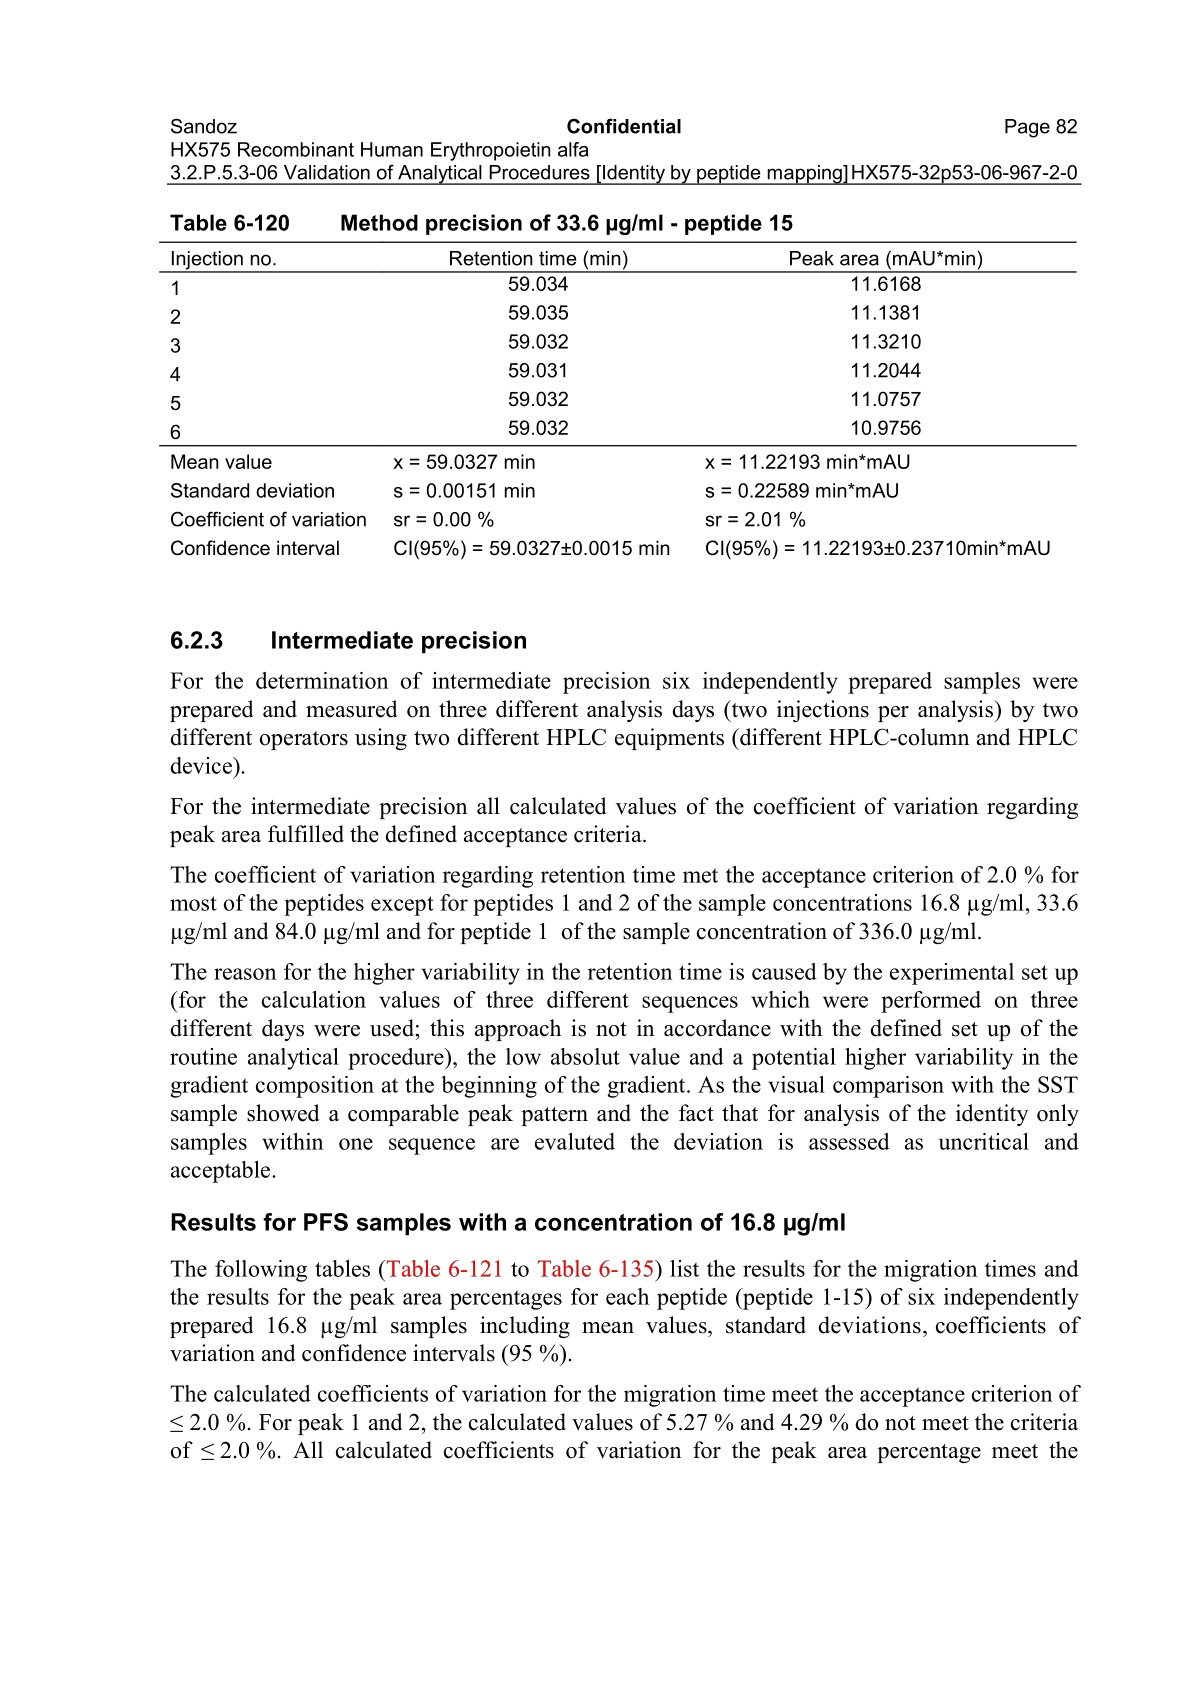 Sandoz Confidential Page 82
HX575 Recombinant Human Erythropoietin alfa
3.2.P.5.3-06 Validation of Analytical Procedures [Identity by peptide mapping] HX575-32p53-06-967-2-0
Table 6-120 Method precision of 33.6 µg/ml - peptide 15
Injection no. Retention time (min) Peak area (mAU*min)
1 59.034 11.6168
2 59.035 11.1381
3 59.032 11.3210
4 59.031 11.2044
5 59.032 11.0757
6 59.032 10.9756
Mean value x = 59.0327 min x = 11.22193 min*mAU
Standard deviation s = 0.00151 min s = 0.22589 min*mAU
Coefficient of variation sr = 0.00 % sr = 2.01 %
Confidence interval CI(95%) = 59.0327±0.0015 min CI(95%) = 11.22193±0.23710min*mAU
6.2.3 Intermediate precision
For the determination of intermediate precision six independently prepared samples were
prepared and measured on three different analysis days (two injections per analysis) by two
different operators using two different HPLC equipments (different HPLC-column and HPLC
device).
For the intermediate precision all calculated values of the coefficient of variation regarding
peak area fulfilled the defined acceptance criteria.
The coefficient of variation regarding retention time met the acceptance criterion of 2.0 % for
most of the peptides except for peptides 1 and 2 of the sample concentrations 16.8 µg/ml, 33.6
µg/ml and 84.0 µg/ml and for peptide 1 of the sample concentration of 336.0 µg/ml.
The reason for the higher variability in the retention time is caused by the experimental set up
(for the calculation values of three different sequences which were performed on three
different days were used; this approach is not in accordance with the defined set up of the
routine analytical procedure), the low absolut value and a potential higher variability in the
gradient composition at the beginning of the gradient. As the visual comparison with the SST
sample showed a comparable peak pattern and the fact that for analysis of the identity only
samples within one sequence are evaluted the deviation is assessed as uncritical and
acceptable.
Results for PFS samples with a concentration of 16.8 µg/ml
The following tables (Table 6-121 to Table 6-135) list the results for the migration times and
the results for the peak area percentages for each peptide (peptide 1-15) of six independently
prepared 16.8 µg/ml samples including mean values, standard deviations, coefficients of
variation and confidence intervals (95 %).
The calculated coefficients of variation for the migration time meet the acceptance criterion of
≤ 2.0 %. For peak 1 and 2, the calculated values of 5.27 % and 4.29 % do not meet the criteria
of ≤ 2.0 %. All calculated coefficients of variation for the peak area percentage meet the